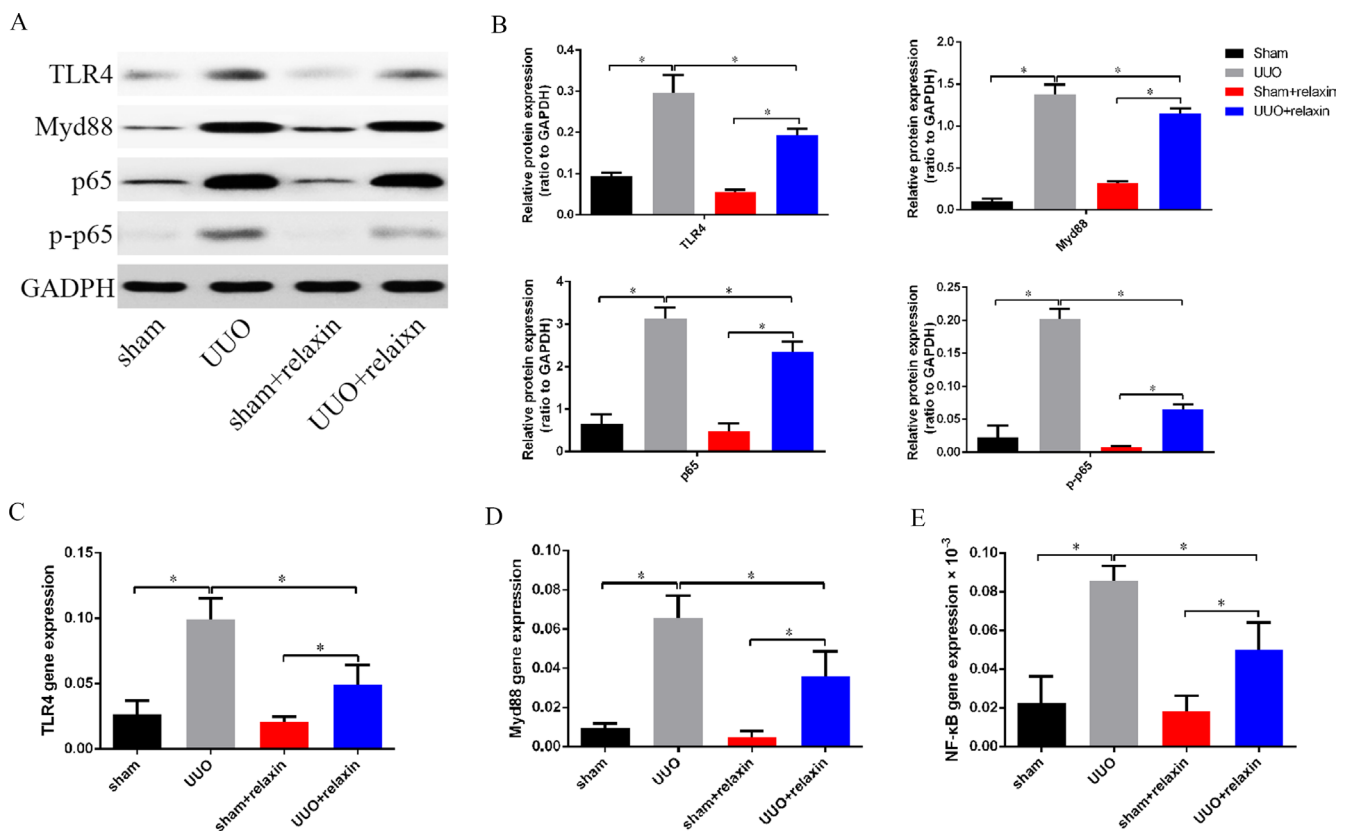 A
TLR4
Myd88
p65
p-p65
GADPH
sham
UUO
sham+relaxin
UUO+relaixn
B
Relative protein expression
(ratio to GAPDH)
0.4
0.3
0.2
0.1
0.0
*
*
*
TLR4
Relative protein expression
(ratio to GAPDH)
2.0
1.5
1.0
0.5
0.0
*
*
*
Myd88
Sham
UUO
Sham+relaxin
UUO+relaxin
Relative protein expression
(ratio to GAPDH)
4
3
2
1
0
*
*
*
p65
Relative protein expression
(ratio to GAPDH)
0.25
0.20
0.15
0.10
0.05
0.00
*
*
*
p-p65
C
TLR4 gene expression
0.15
0.10
0.05
0.00
*
*
*
sham
UUO
sham+relaxin
UUO+relaxin
D
Myd88 gene expression
0.10
0.08
0.06
0.04
0.02
0.00
*
*
*
sham
UUO
sham+relaxin
UUO+relaxin
E
NF-κB gene expression × 10⁻³
0.100
0.080
0.060
0.040
0.020
0.000
*
*
*
sham
UUO
sham+relaxin
UUO+relaxin